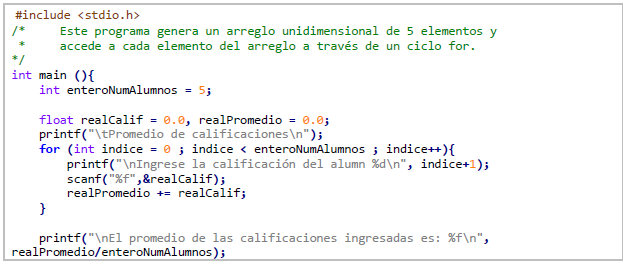 #include <stdio.h>
/* Este programa genera un arreglo unidimensional de 5 elementos y
* accede a cada elemento del arreglo a través de un ciclo for.
*/
int main (){
int enteroNumAlumnos = 5;
float realCalif = 0.0, realPromedio = 0.0;
printf("\tPromedio de calificaciones\n");
for (int indice = 0 ; indice < enteroNumAlumnos ; indice++){
printf("\nIngrese la calificación del alumn %d\n", indice+1);
scanf("%f",&realCalif);
realPromedio += realCalif;
}
printf("\nEl promedio de las calificaciones ingresadas es: %f\n",
realPromedio/enteroNumAlumnos);